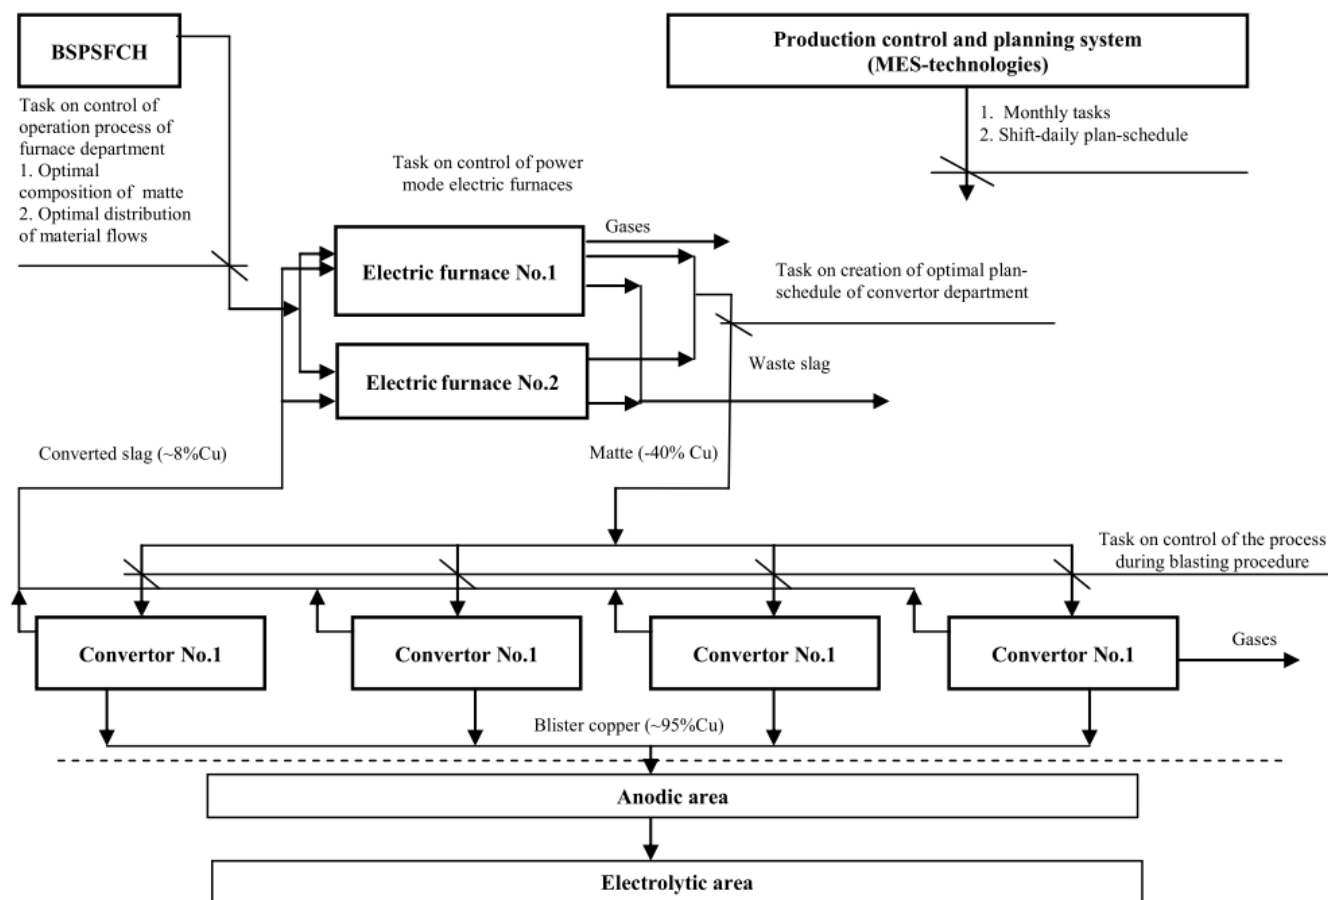 BSPSFCH
Production control and planning system
(MES-technologies)
Task on control of
operation process of
furnace department
1. Optimal
composition of matte
2. Optimal distribution
of material flows
1. Monthly tasks
2. Shift-daily plan-schedule
Task on control of power
mode electric furnaces
Gases
Electric furnace No.1
Task on creation of optimal plan-
schedule of convertor department
Waste slag
Electric furnace No.2
Converted slag (~8%Cu)
Matte (-40% Cu)
Task on control of the process
during blasting procedure
Convertor No.1
Convertor No.1
Convertor No.1
Convertor No.1
Gases
Blister copper (~95%Cu)
Anodic area
Electrolytic area